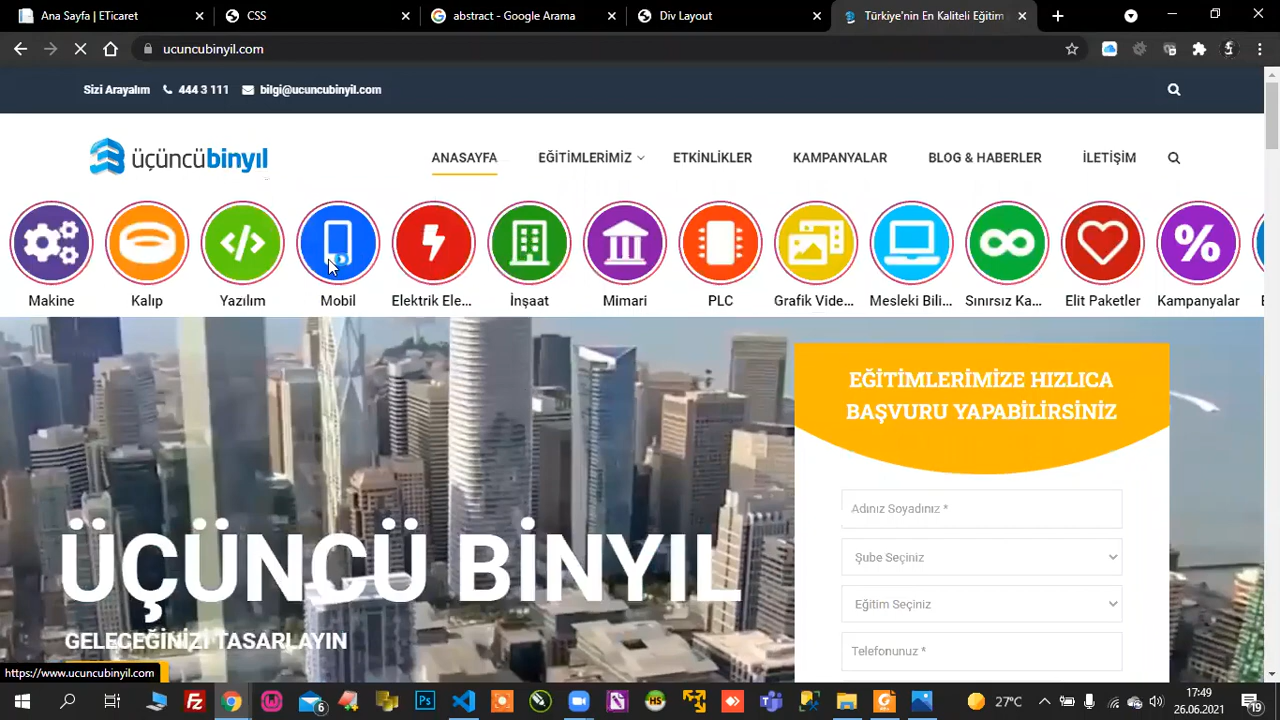 Ana Sayfa | ETicaret
CSS
abstract - Google Arama
Div Layout
Türkiye'nin En Kaliteli Eğitim
ucuncubinyil.com
Sizi Arayalım 444 3 111 bilgi@ucuncubinyil.com
üçüncübinyıl
ANASAYFA EĞİTİMLERİMİZ ETKİNLİKLER KAMPANYALAR BLOG & HABERLER İLETİŞİM
Makine Kalıp Yazılım Mobil Elektrik Ele... İnşaat Mimari PLC Grafik Vide... Mesleki Bili... Sınırsız Ka... Elit Paketler Kampanyalar
EĞİTİMLERİMİZE HIZLICA
BAŞVURU YAPABİLİRSİNİZ
Adınız Soyadınız *
Şube Seçiniz
Eğitim Seçiniz
Telefonunuz *
ÜÇÜNCÜ BİNYIL
GELECEĞİNİZİ TASARLAYIN
https://www.ucuncubinyil.com
6
Ps
HS
27°C
17:49
26.06.2021
19